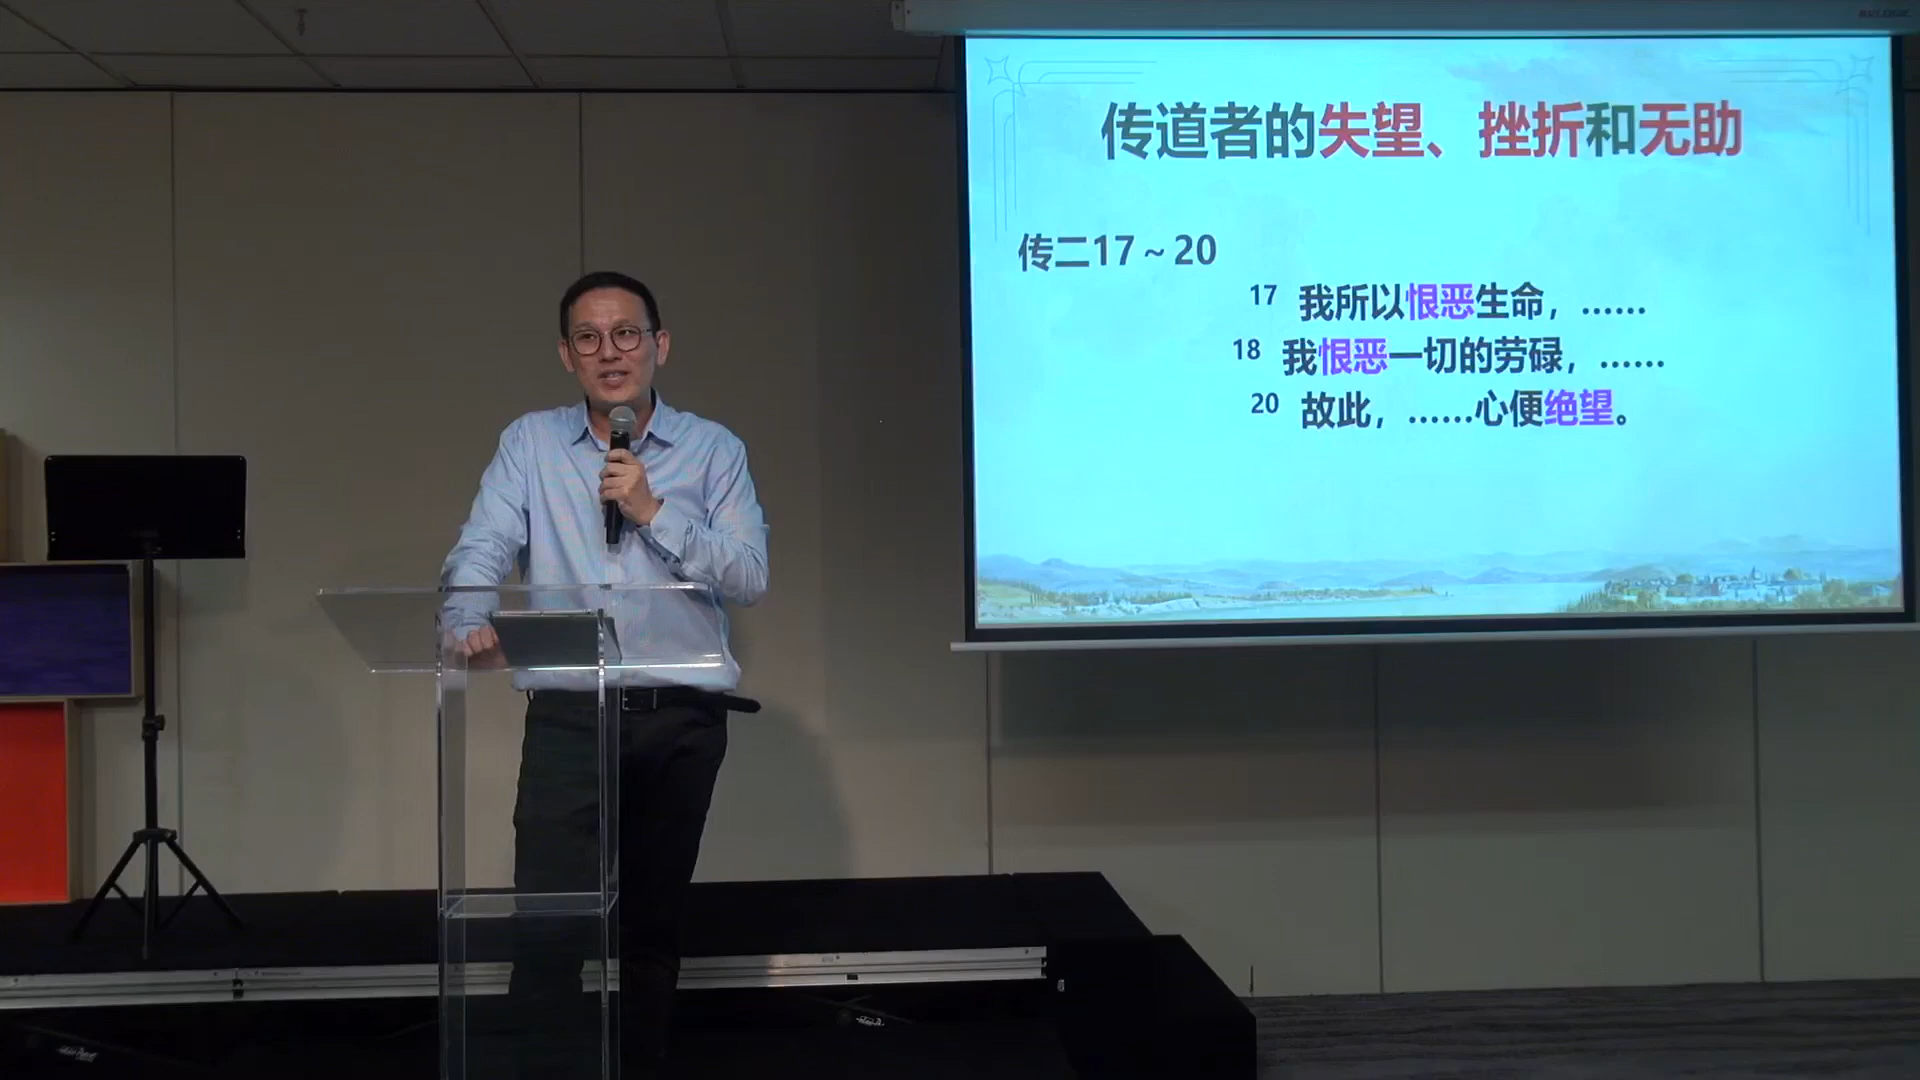 传道者的失望、挫折和无助
传二17～20
17 我所以恨恶生命，……
18 我恨恶一切的劳碌，……
20 故此，……心便绝望。